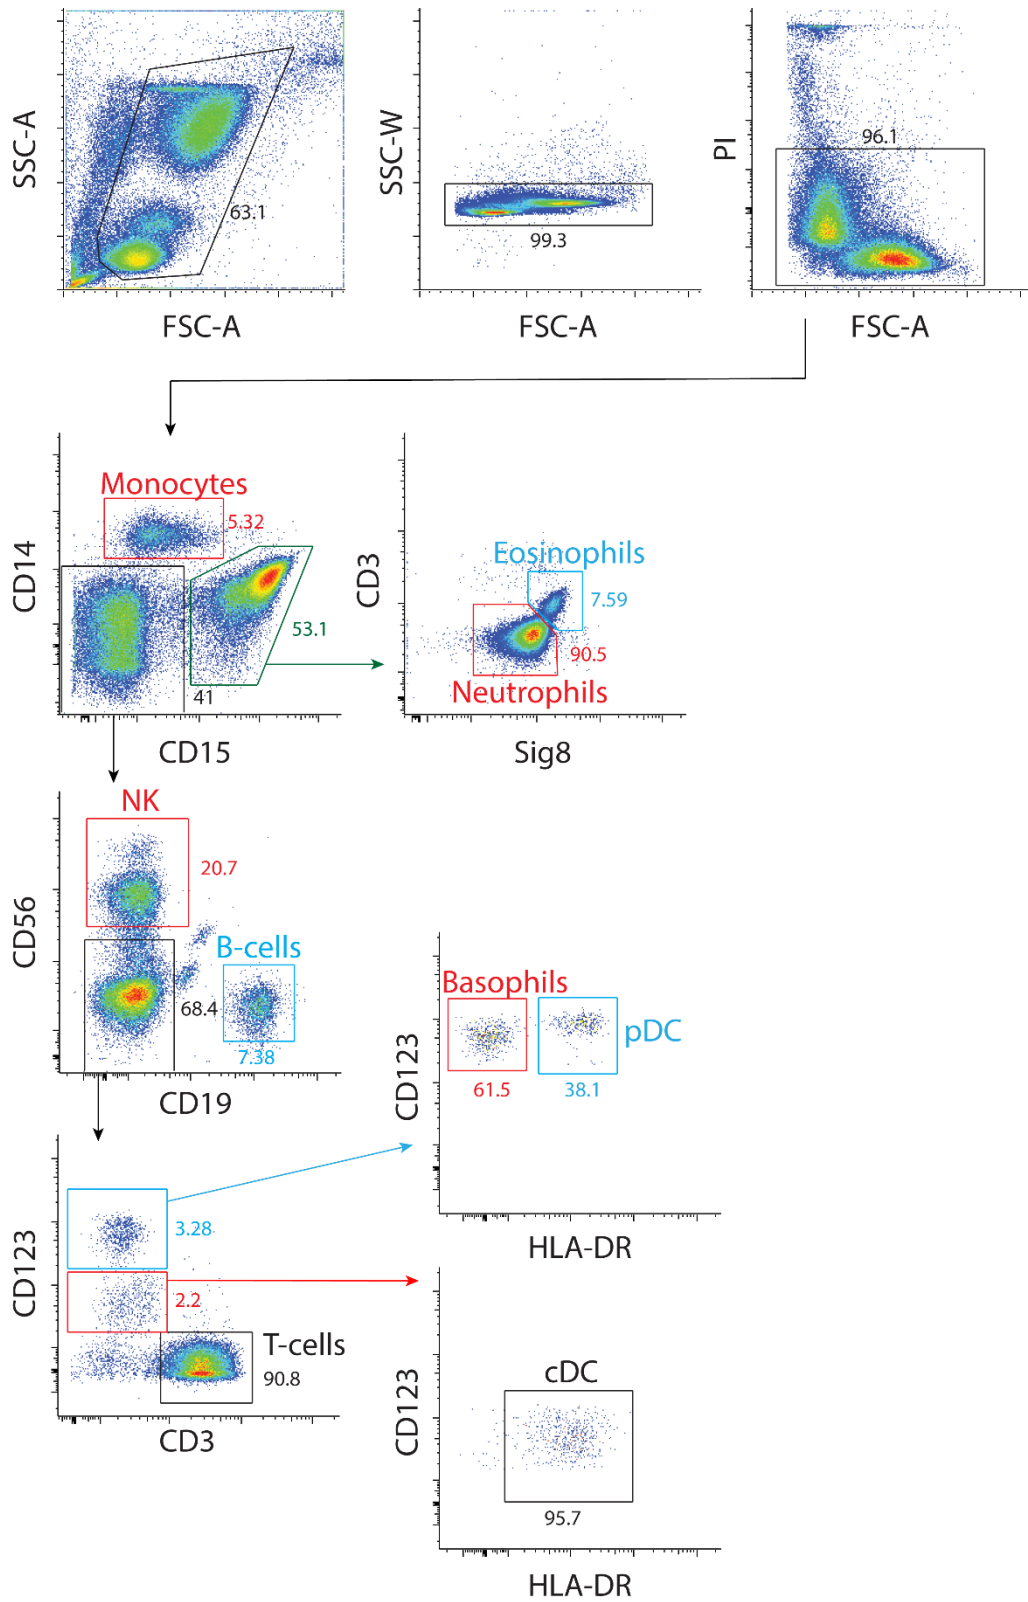 SSC-A
63.1
FSC-A
SSC-W
99.3
FSC-A
PI
96.1
FSC-A
Monocytes
5.32
CD14
53.1
41
CD15
Eosinophils
CD3
7.59
90.5
Neutrophils
Sig8
NK
20.7
CD56
B-cells
68.4
7.38
CD19
Basophils
pDC
CD123
61.5
38.1
HLA-DR
3.28
CD123
2.2
T-cells
90.8
CD3
cDC
CD123
95.7
HLA-DR